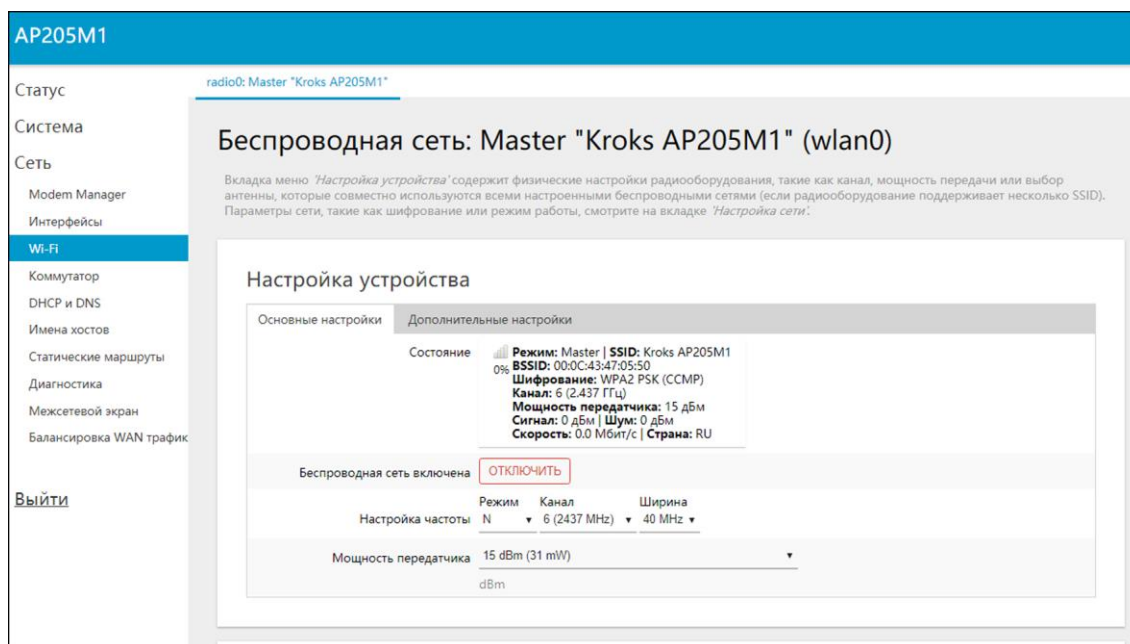 AP205M1
Статус
Система
Сеть
Modem Manager
Интерфейсы
Wi-Fi
Коммутатор
DHCP и DNS
Имена хостов
Статические маршруты
Диагностика
Межсетевой экран
Балансировка WAN трафик
Выйти
radio0: Master "Kroks AP205M1"
Беспроводная сеть: Master "Kroks AP205M1" (wlan0)
Вкладка меню 'Настройка устройства' содержит физические настройки радиооборудования, такие как канал, мощность передачи или выбор
антенны, которые совместно используются всеми настроенными беспроводными сетями (если радиооборудование поддерживает несколько SSID).
Параметры сети, такие как шифрование или режим работы, смотрите на вкладке 'Настройка сети'.
Настройка устройства
Основные настройки Дополнительные настройки
Состояние
0%
Режим: Master | SSID: Kroks AP205M1
BSSID: 00:0C:43:47:05:50
Шифрование: WPA2 PSK (CCMP)
Канал: 6 (2.437 ГГц)
Мощность передатчика: 15 дБм
Сигнал: 0 дБм | Шум: 0 дБм
Скорость: 0.0 Мбит/с | Страна: RU
Беспроводная сеть включена ОТКЛЮЧИТЬ
Режим Канал Ширина
Настройка частоты N 6 (2437 MHz) 40 MHz
Мощность передатчика 15 dBm (31 mW)
dBm